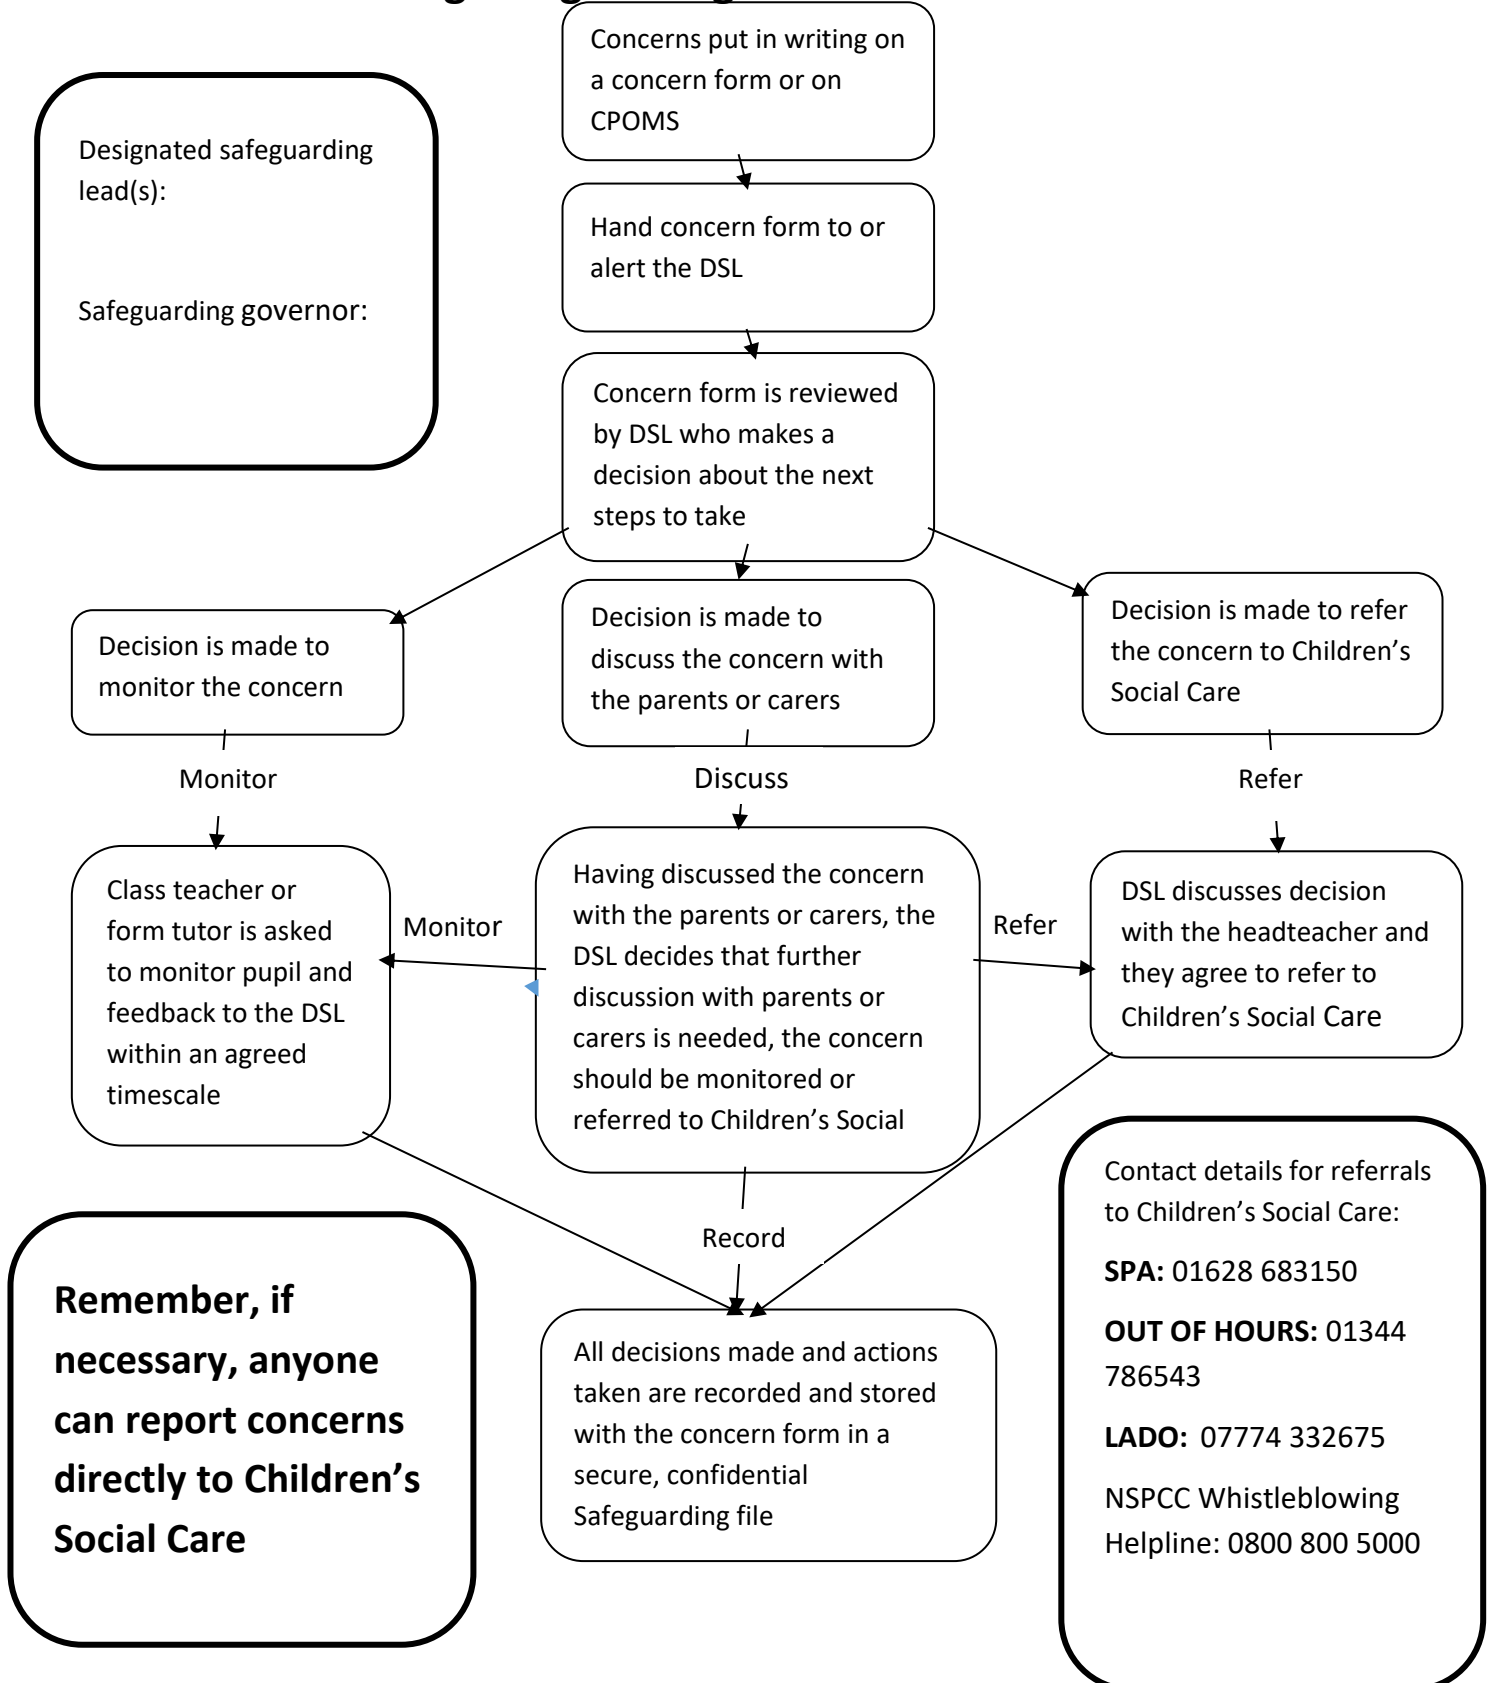 Concerns put in writing on
a concern form or on
CPOMS
Designated safeguarding
lead(s):
Safeguarding governor:
Hand concern form to or
alert the DSL
Concern form is reviewed
by DSL who makes a
decision about the next
steps to take
Decision is made to
monitor the concern
Decision is made to
discuss the concern with
the parents or carers
Decision is made to refer
the concern to Children’s
Social Care
Monitor
Discuss
Refer
Class teacher or
form tutor is asked
to monitor pupil and
feedback to the DSL
within an agreed
timescale
Monitor
Having discussed the concern
with the parents or carers, the
DSL decides that further
discussion with parents or
carers is needed, the concern
should be monitored or
referred to Children’s Social
Refer
DSL discusses decision
with the headteacher and
they agree to refer to
Children’s Social Care
Record
Remember, if
necessary, anyone
can report concerns
directly to Children’s
Social Care
All decisions made and actions
taken are recorded and stored
with the concern form in a
secure, confidential
Safeguarding file
Contact details for referrals
to Children’s Social Care:
SPA: 01628 683150
OUT OF HOURS: 01344
786543
LADO: 07774 332675
NSPCC Whistleblowing
Helpline: 0800 800 5000